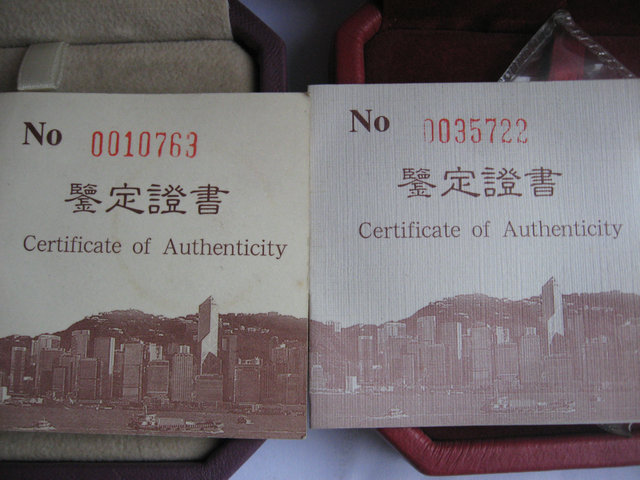 No 0010763
鑒定證書
Certificate of Authenticity
No 0035722
鑒定證書
Certificate of Authenticity